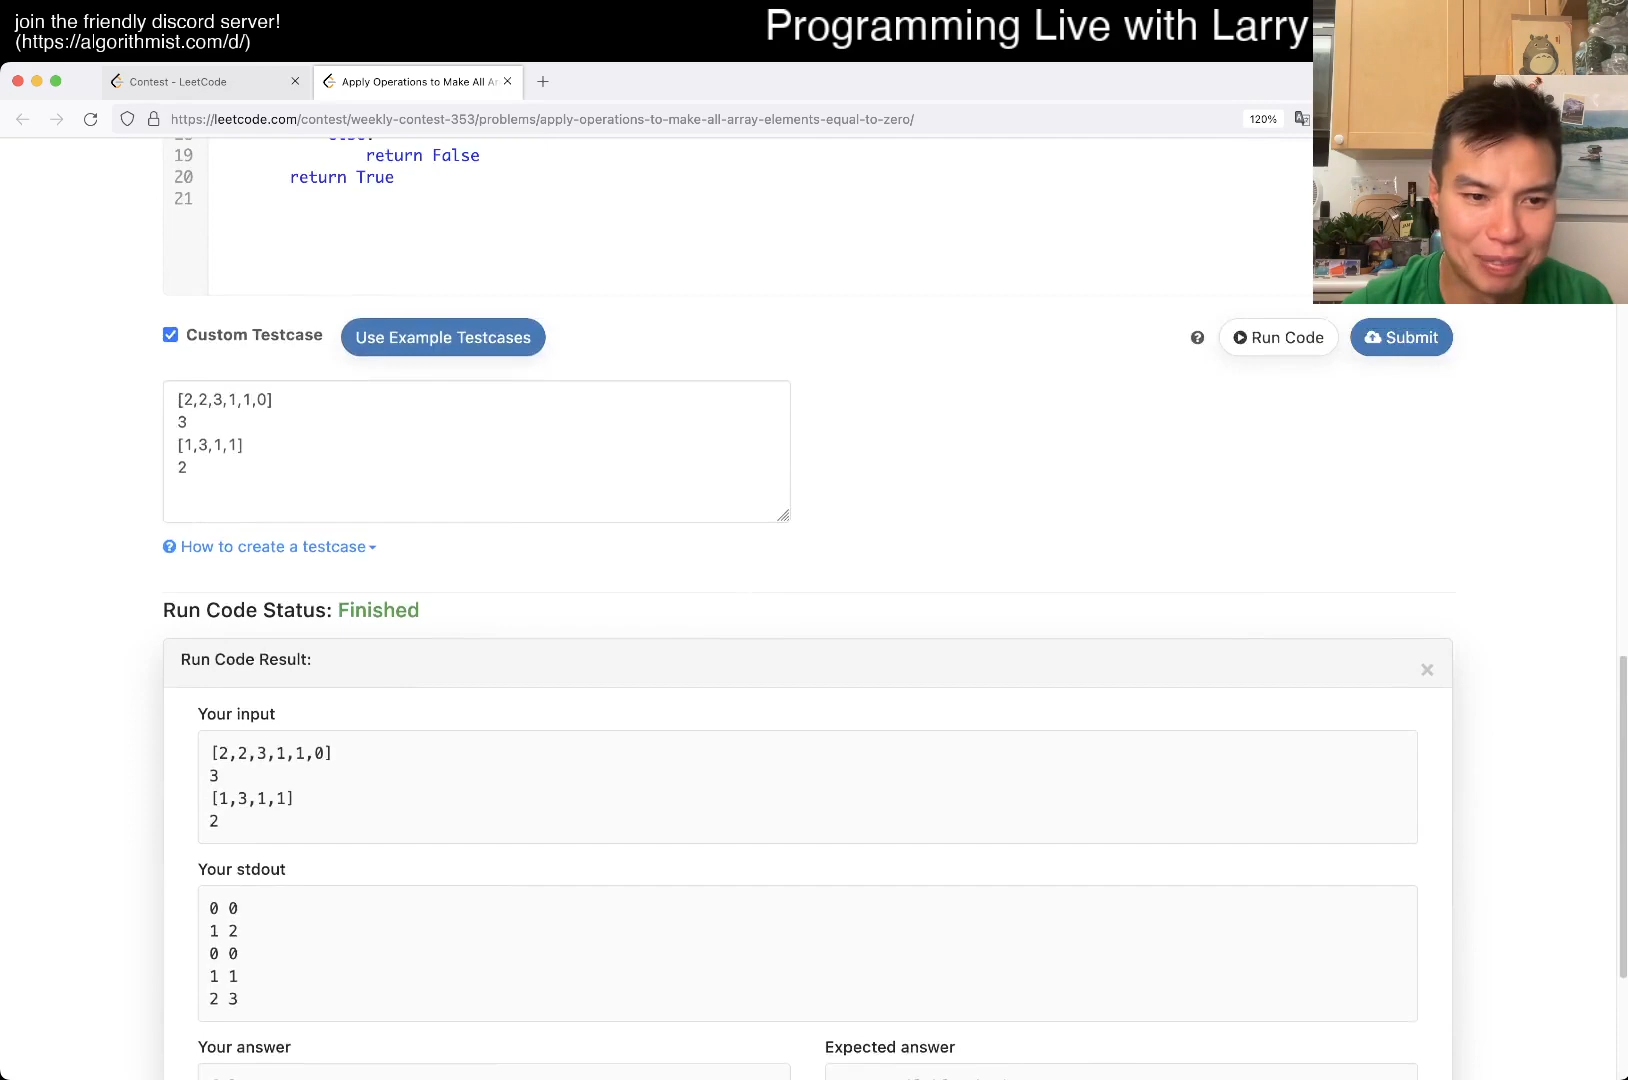 join the friendly discord server!
(https://algorithmist.com/d/)
Programming Live with Larry
Contest - LeetCode
Apply Operations to Make All Ar
https://leetcode.com/contest/weekly-contest-353/problems/apply-operations-to-make-all-array-elements-equal-to-zero/
120%
19 return False
20 return True
21
Custom Testcase
Use Example Testcases
Run Code
Submit
[2,2,3,1,1,0]
3
[1,3,1,1]
2
How to create a testcase
Run Code Status: Finished
Run Code Result:
Your input
[2,2,3,1,1,0]
3
[1,3,1,1]
2
Your stdout
0 0
1 2
0 0
1 1
2 3
Your answer
Expected answer